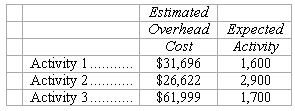 Estimated
Overhead Expected
Cost Activity
Activity 1........... $31,696 1,600
Activity 2........... $26,622 2,900
Activity 3........... $61,999 1,700